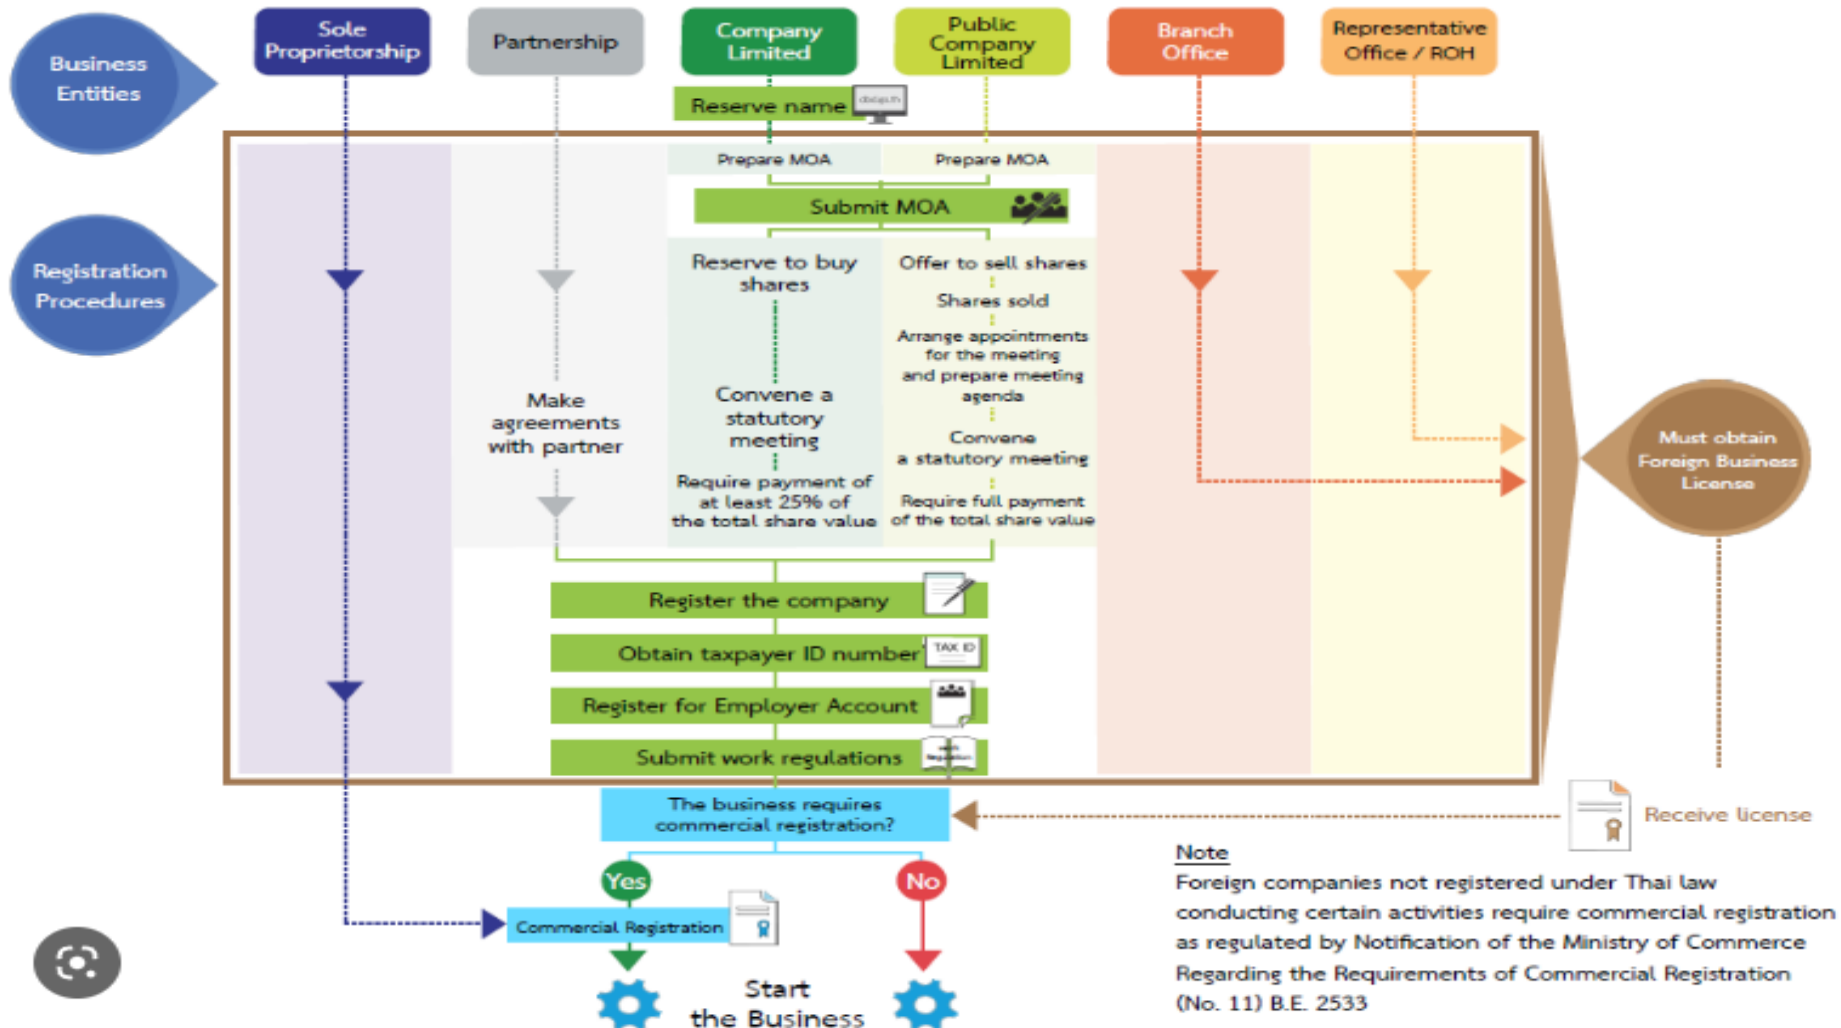 Business
Entities
Sole
Proprietorship
Partnership
Company
Limited
Public
Company
Limited
Branch
Office
Representative
Office / ROH
Reserve name
Prepare MOA
Prepare MOA
Submit MOA
Registration
Procedures
Reserve to buy
shares
Offer to sell shares
Shares sold
Arrange appointments
for the meeting
and prepare meeting
agenda
Make
agreements
with partner
Convene a
statutory
meeting
Convene
a statutory meeting
Require payment of
at least 25% of
the total share value
Require full payment
of the total share value
Must obtain
Foreign Business
License
Register the company
Obtain taxpayer ID number
TAX ID
Register for Employer Account
Submit work regulations
The business requires
commercial registration?
Receive license
Yes
No
Commercial Registration
Start
the Business
Note
Foreign companies not registered under Thai law
conducting certain activities require commercial registration
as regulated by Notification of the Ministry of Commerce
Regarding the Requirements of Commercial Registration
(No. 11) B.E. 2533